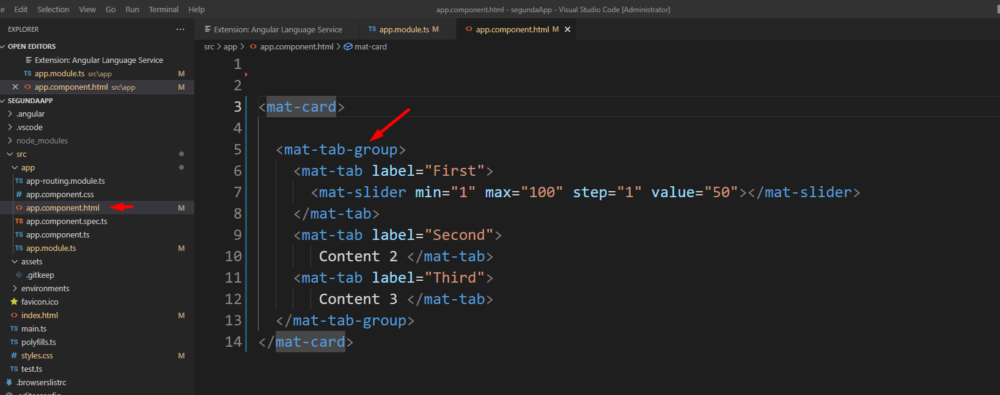 e Edit Selection View Go Run Terminal Help
app.component.html - segundaApp - Visual Studio Code [Administrator]
EXPLORER ...
OPEN EDITORS
Extension: Angular Language Service
TS app.module.ts src\app M
<> app.component.html src\app M
SEGUNDAAPP
.angular
.vscode
node_modules
src
app
TS app-routing.module.ts
# app.component.css
<> app.component.html M
TS app.component.spec.ts
TS app.component.ts
TS app.module.ts M
assets
.gitkeep
environments
favicon.ico
<> index.html M
TS main.ts
TS polyfills.ts
# styles.css M
TS test.ts
.browserslistrc
.editorconfig
Extension: Angular Language Service
TS app.module.ts M
<> app.component.html M
src > app > <> app.component.html > mat-card
1
2
3 <mat-card>
4
5 <mat-tab-group>
6 <mat-tab label="First">
7 <mat-slider min="1" max="100" step="1" value="50"></mat-slider>
8 </mat-tab>
9 <mat-tab label="Second">
10 Content 2 </mat-tab>
11 <mat-tab label="Third">
12 Content 3 </mat-tab>
13 </mat-tab-group>
14 </mat-card>